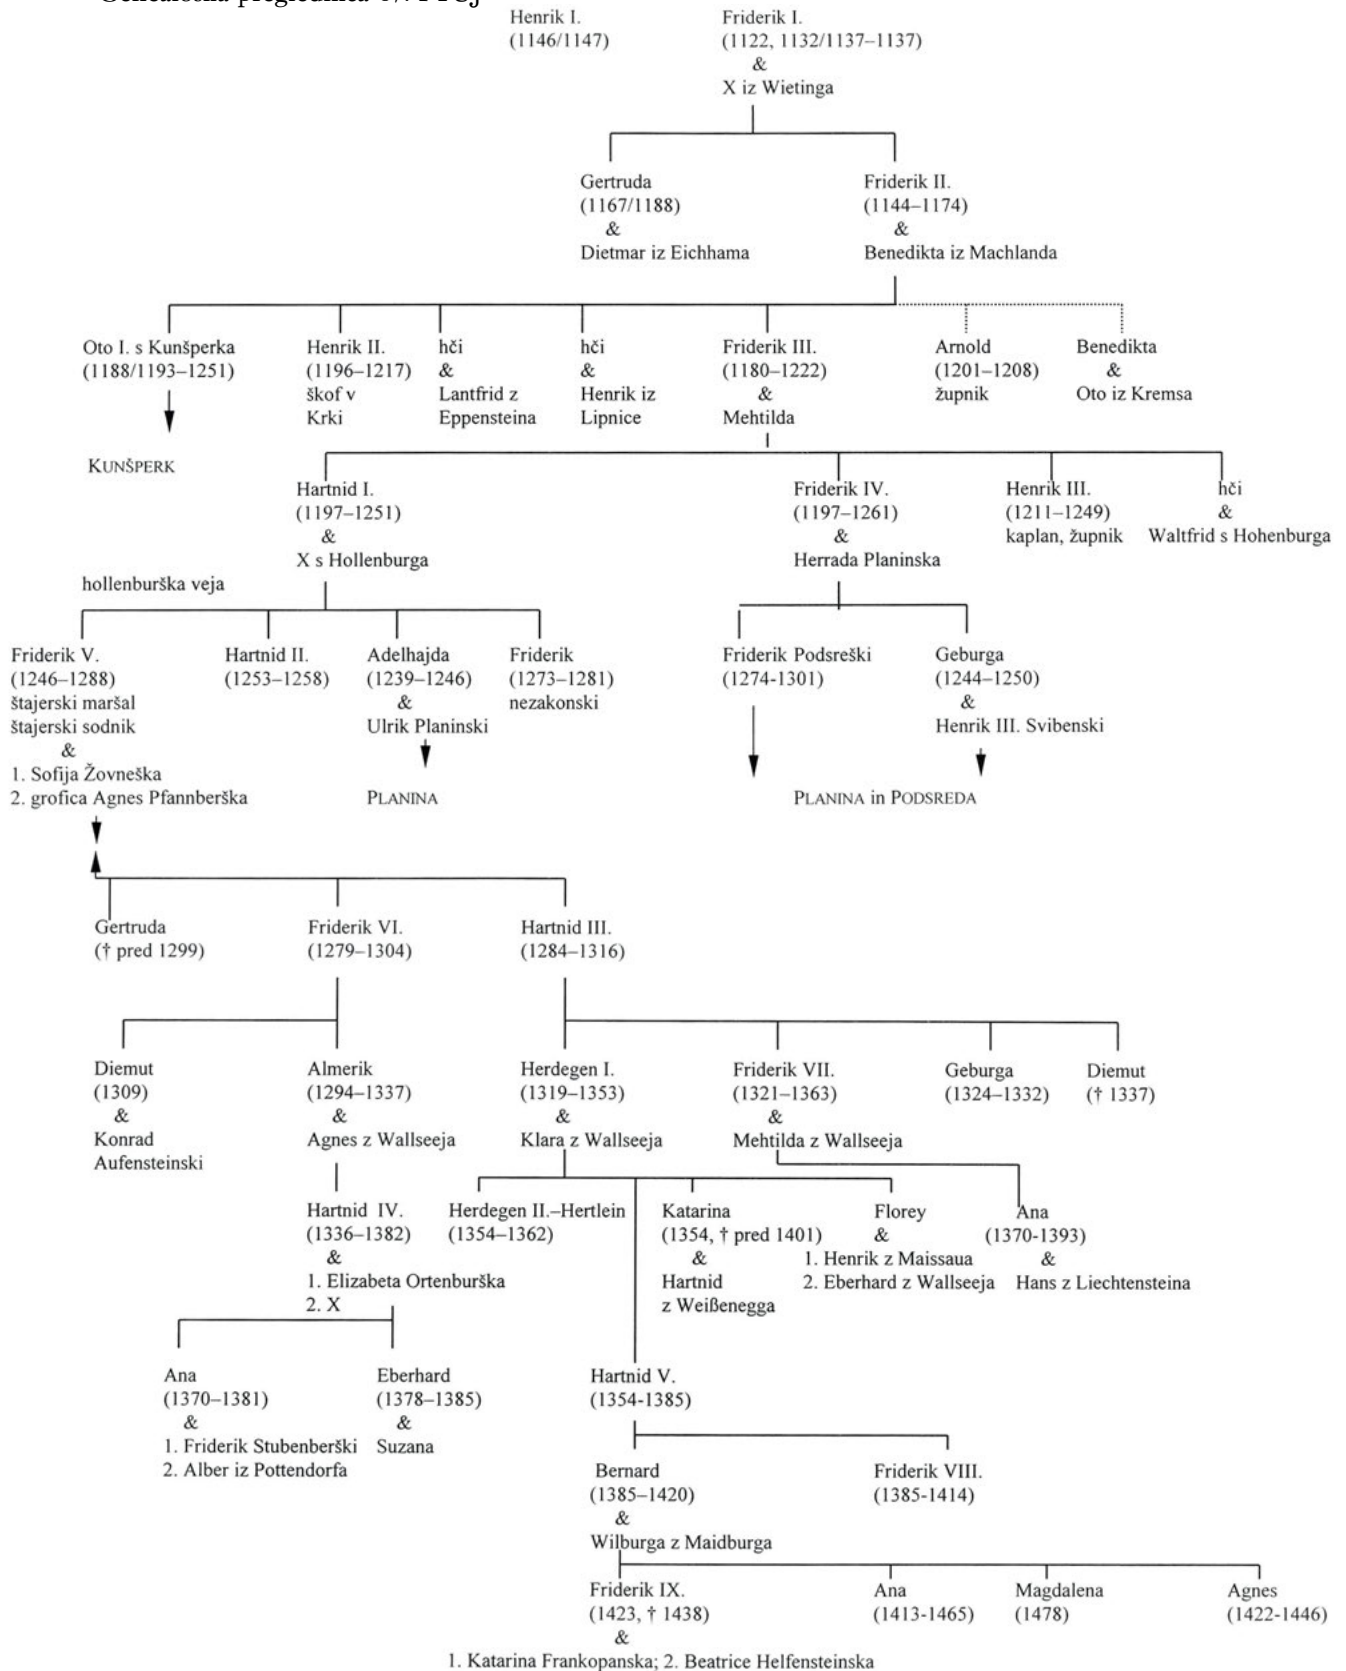 Henrik I.
(1146/1147)
Friderik I.
(1122, 1132/1137–1137)
&
X iz Wietinga
Gertruda
(1167/1188)
&
Dietmar iz Eichhama
Friderik II.
(1144–1174)
&
Benedikta iz Machlanda
Oto I. s Kunšperka
(1188/1193–1251)
KUNŠPERK
Henrik II.
(1196–1217)
škof v
Krki
hči
&
Lantfrid z
Eppensteina
hči
&
Henrik iz
Lipnice
Friderik III.
(1180–1222)
&
Mehtilda
Arnold
(1201–1208)
župnik
Benedikta
&
Oto iz Kremsa
Hartnid I.
(1197–1251)
&
X s Hollenburga
Friderik IV.
(1197–1261)
&
Herrada Planinska
Henrik III.
(1211–1249)
kaplan, župnik
hči
&
Waltfrid s Hohenburga
hollenburška veja
Friderik V.
(1246–1288)
štajerski maršal
štajerski sodnik
&
1. Sofija Žovneška
2. grofica Agnes Pfannberška
Hartnid II.
(1253–1258)
Adelhajda
(1239–1246)
&
Ulrik Planinski
PLANINA
Friderik
(1273–1281)
nezakonski
Friderik Podsreški
(1274-1301)
Geburga
(1244–1250)
&
Henrik III. Svibenski
PLANINA in PODSREDA
Gertruda
(† pred 1299)
Friderik VI.
(1279–1304)
Hartnid III.
(1284–1316)
Diemut
(1309)
&
Konrad
Aufensteinski
Almerik
(1294–1337)
&
Agnes z Wallseeja
Herdegen I.
(1319–1353)
&
Klara z Wallseeja
Friderik VII.
(1321–1363)
&
Mehtilda z Wallseeja
Geburga
(1324–1332)
Diemut
(† 1337)
Hartnid IV.
(1336–1382)
&
1. Elizabeta Ortenburška
2. X
Herdegen II.–Hertlein
(1354–1362)
Katarina
(1354, † pred 1401)
&
Hartnid
z Weißenegga
Florey
&
1. Henrik z Maissaua
2. Eberhard z Wallseeja
Ana
(1370-1393)
&
Hans z Liechtensteina
Ana
(1370–1381)
&
1. Friderik Stubenberški
2. Alber iz Pottendorfa
Eberhard
(1378–1385)
&
Suzana
Hartnid V.
(1354-1385)
Bernard
(1385–1420)
&
Wilburga z Maidburga
Friderik VIII.
(1385-1414)
Friderik IX.
(1423, † 1438)
&
1. Katarina Frankopanska; 2. Beatrice Helfensteinska
Ana
(1413-1465)
Magdalena
(1478)
Agnes
(1422-1446)